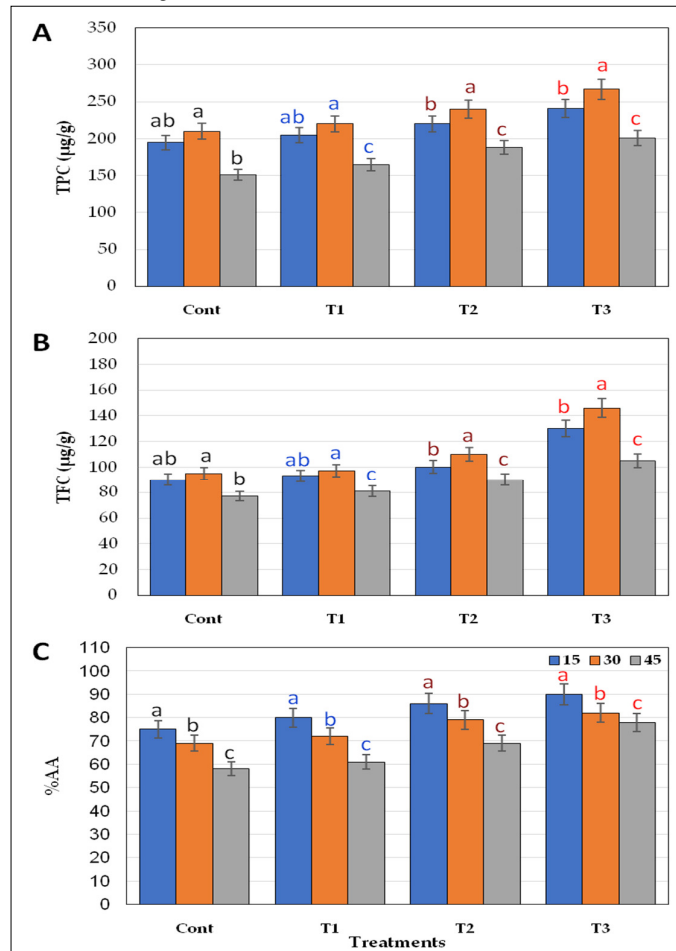 A
350
300
250
200
150
100
50
0
TPC (µg/g)
ab a b
ab a c
b a c
b a c
Cont T1 T2 T3
B
200
180
160
140
120
100
80
60
40
20
0
TFC (µg/g)
ab a b
ab a c
b a c
b a c
Cont T1 T2 T3
C
110
100
90
80
70
60
50
40
30
20
10
0
%AA
15 30 45
a b c
a b c
a b c
a b c
Cont T1 T2 T3
Treatments